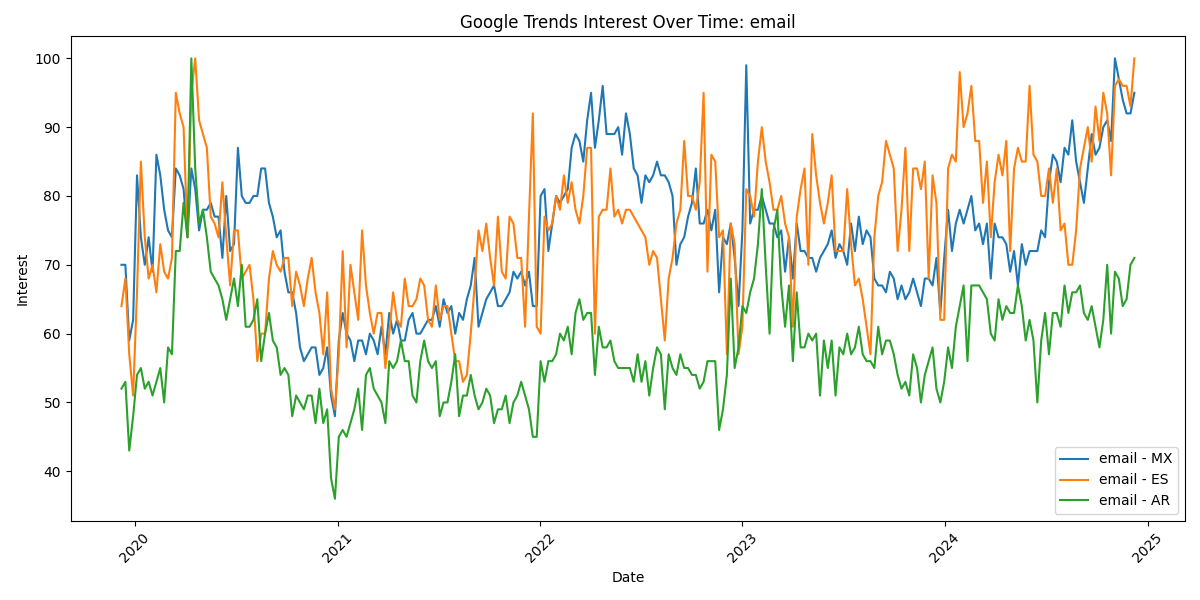 Google Trends Interest Over Time: email
Interest
100
90
80
70
60
50
40
2020
2021
2022
2023
2024
2025
Date
email - MX
email - ES
email - AR